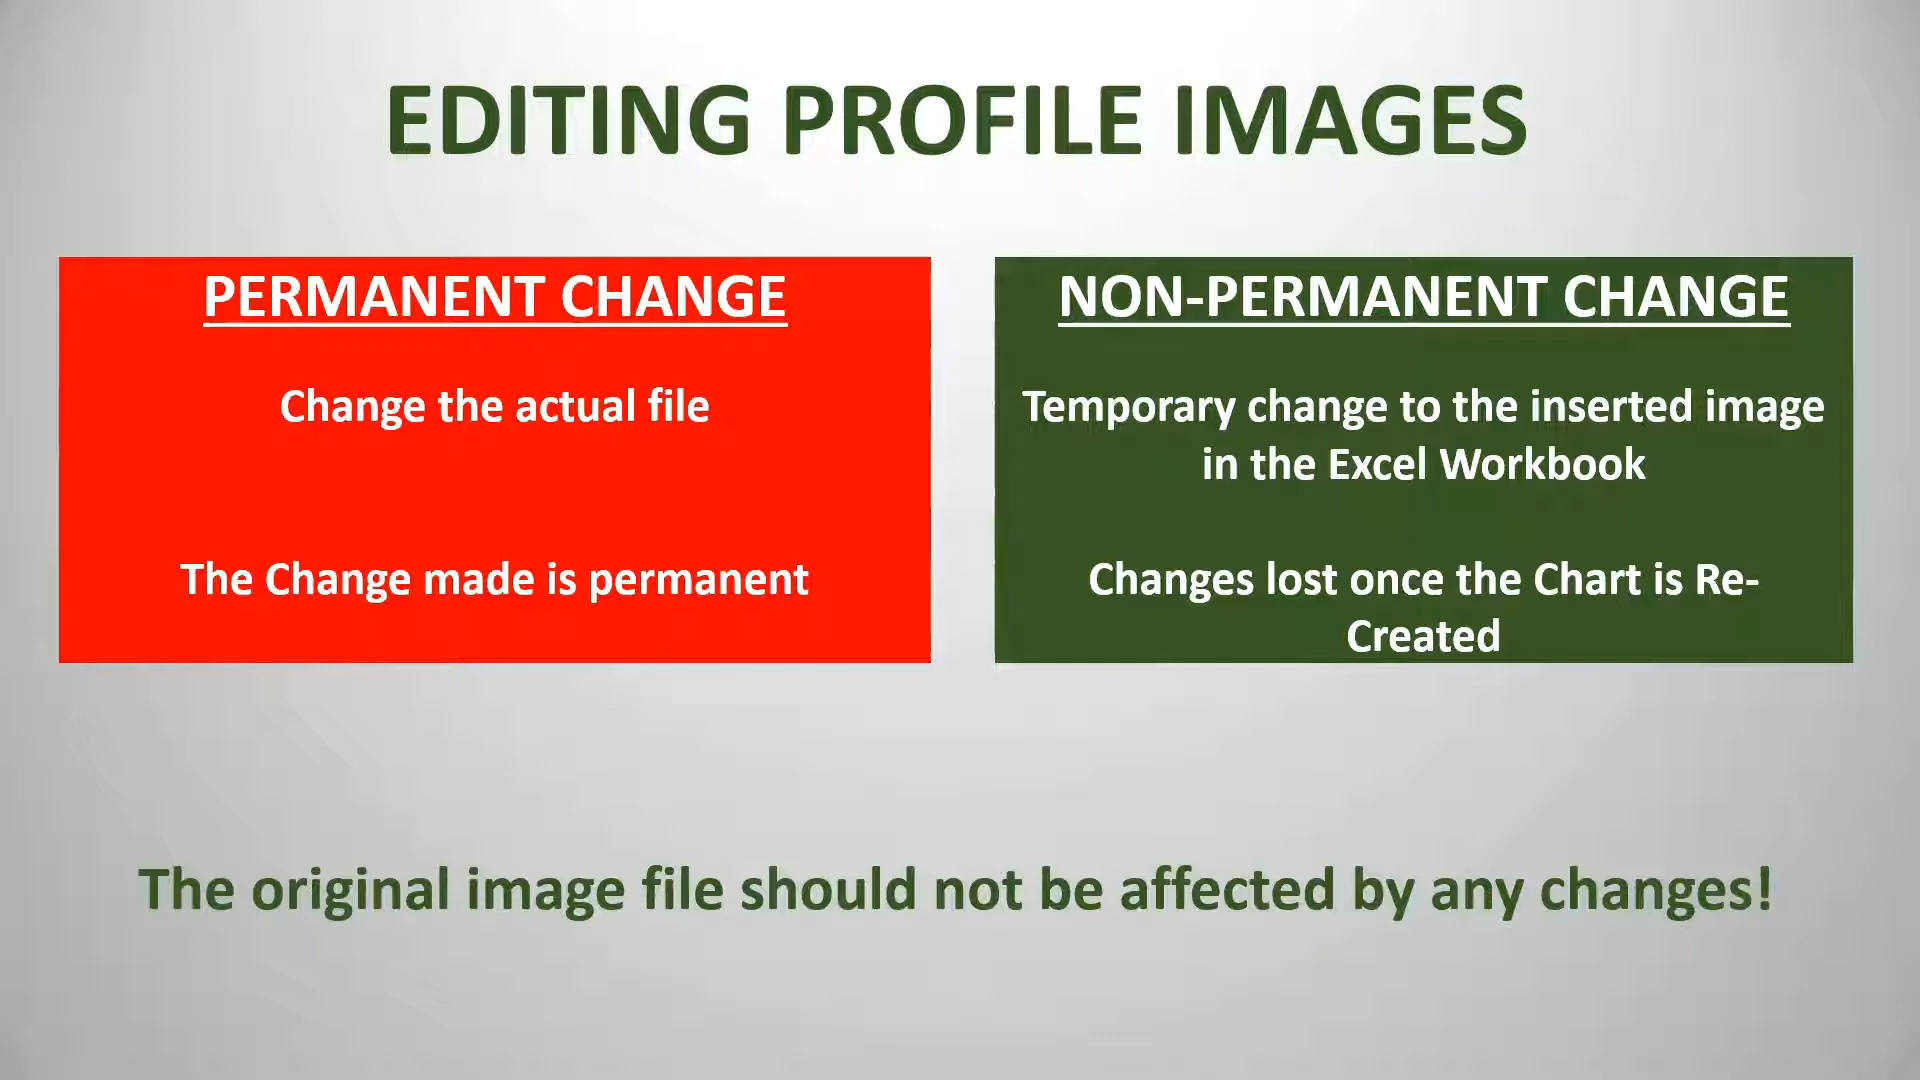 EDITING PROFILE IMAGES
PERMANENT CHANGE
Change the actual file
The Change made is permanent
NON-PERMANENT CHANGE
Temporary change to the inserted image
in the Excel Workbook
Changes lost once the Chart is Re-
Created
The original image file should not be affected by any changes!